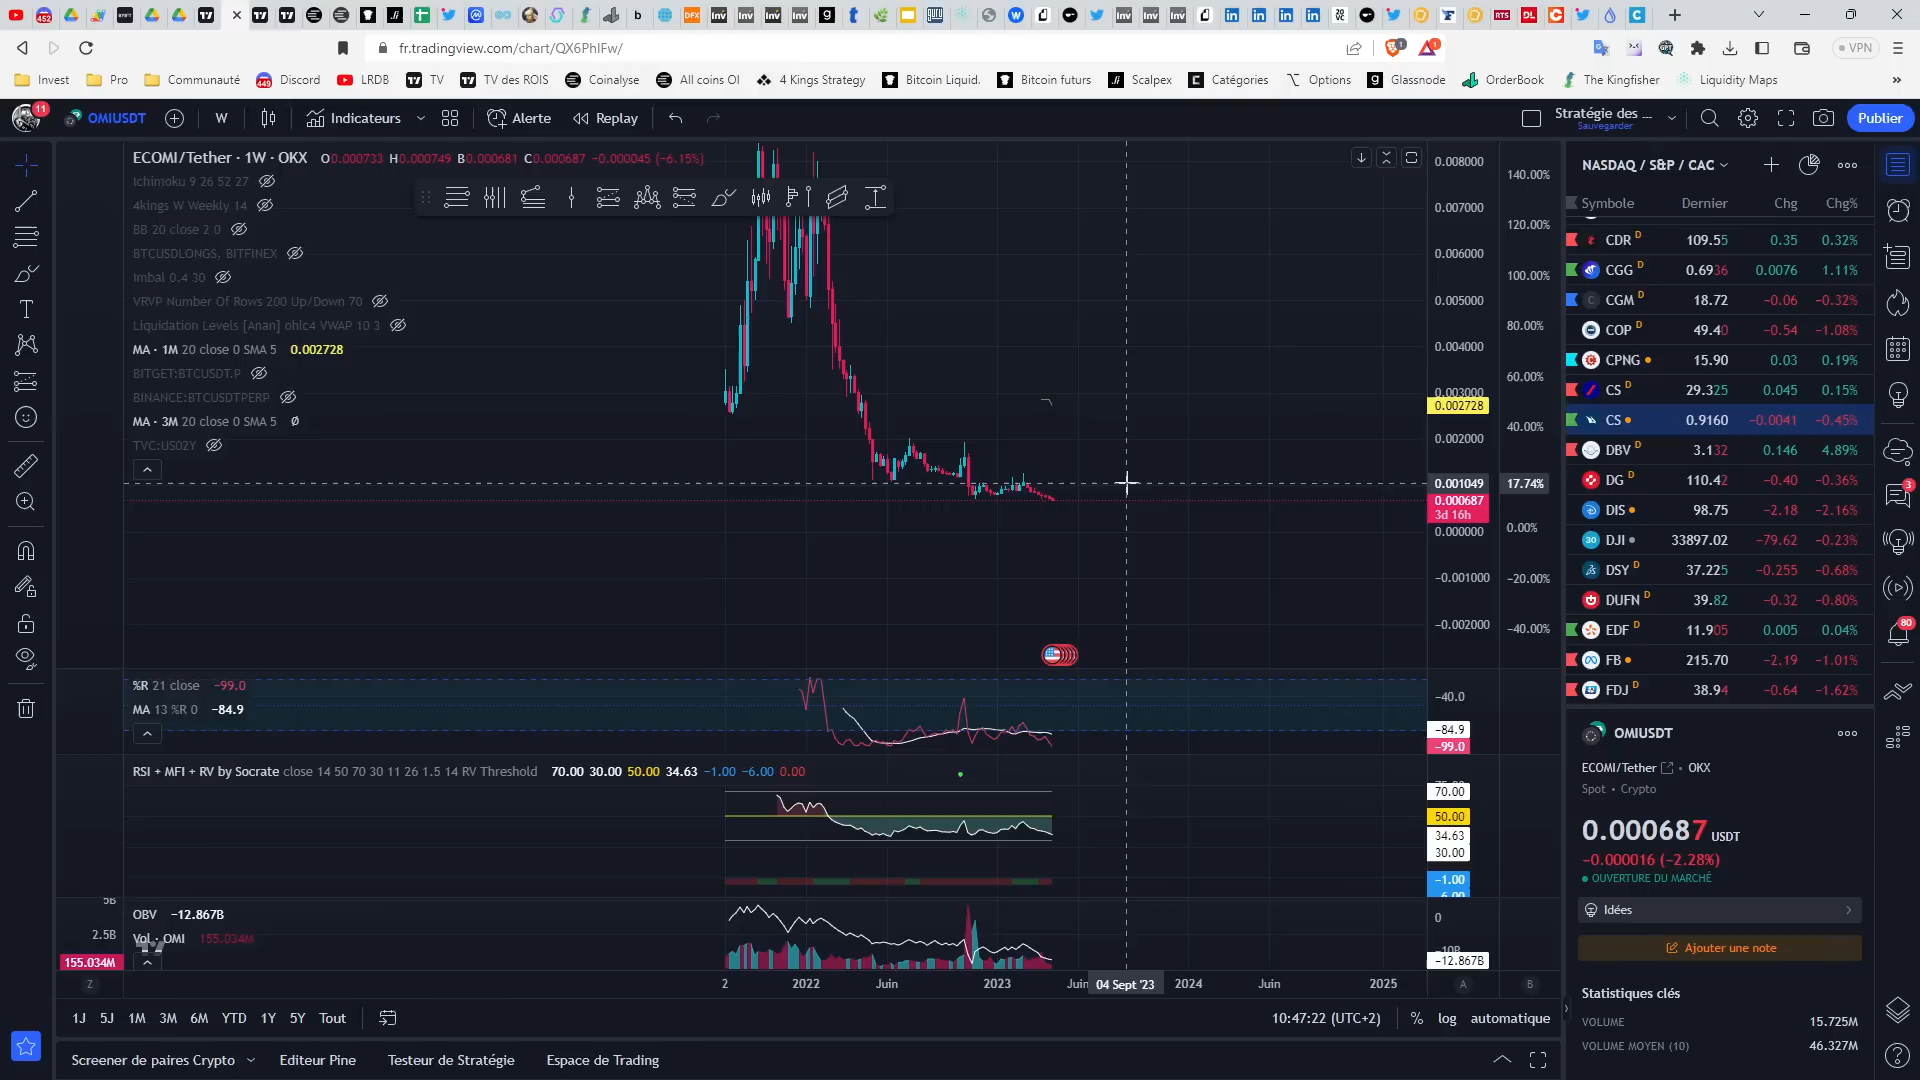 fr.tradingview.com/chart/QX6PhlFw/
VPN
Invest
Pro
Communauté
Discord
LRDB
TV
TV des ROIS
Coinalyse
All coins OI
4 Kings Strategy
Bitcoin Liquid.
Bitcoin futurs
Scalpex
Catégories
Options
Glassnode
OrderBook
The Kingfisher
Liquidity Maps
11
OMIUSDT
W
Indicateurs
Alerte
Replay
Stratégie des ...
Sauvegarder
Publier
ECOMI/Tether · 1W · OKX O0.000733 H0.000749 B0.000681 C0.000687 −0.000045 (−6.15%)
Ichimoku 9 26 52 27
4kings W Weekly 14
BB 20 close 2 0
BTCUSDLONGS, BITFINEX
Imbal 0.4 30
VRVP Number Of Rows 200 Up/Down 70
Liquidation Levels [Anan] ohlc4 VWAP 10 3
MA · 1M 20 close 0 SMA 5 0.002728
BITGET:BTCUSDT.P
BINANCE:BTCUSDTPERP
MA · 3M 20 close 0 SMA 5 Ø
TVC:US02Y
0.008000
0.007000
0.006000
0.005000
0.004000
0.003000
0.002728
0.002000
0.001049
0.000687
3d 16h
0.000000
−0.001000
−0.002000
140.00%
120.00%
100.00%
80.00%
60.00%
40.00%
17.74%
0.00%
−20.00%
−40.00%
%R 21 close −99.0
MA 13 %R 0 −84.9
−40.0
−84.9
−99.0
RSI + MFI + RV by Socrate close 14 50 70 30 11 26 1.5 14 RV Threshold 70.00 30.00 50.00 34.63 −1.00 −6.00 0.00
70.00
50.00
34.63
30.00
−1.00
OBV −12.867B
Vol · OMI 155.034M
2.5B
155.034M
0
−12.867B
Z
2
2022
Juin
2023
Juin
04 Sept '23
2024
Juin
2025
A
B
1J
5J
1M
3M
6M
YTD
1Y
5Y
Tout
10:47:22 (UTC+2)
%
log
automatique
Screener de paires Crypto
Editeur Pine
Testeur de Stratégie
Espace de Trading
NASDAQ / S&P / CAC
Symbole Dernier Chg Chg%
CDR D 109.55 0.35 0.32%
CGG D 0.6936 0.0076 1.11%
CGM D 18.72 −0.06 −0.32%
COP D 49.40 −0.54 −1.08%
CPNG 15.90 0.03 0.19%
CS D 29.325 0.045 0.15%
CS 0.9160 −0.0041 −0.45%
DBV D 3.132 0.146 4.89%
DG D 110.42 −0.40 −0.36%
DIS 98.75 −2.18 −2.16%
DJI 33897.02 −79.62 −0.23%
DSY D 37.225 −0.255 −0.68%
DUFN D 39.82 −0.32 −0.80%
EDF D 11.905 0.005 0.04%
FB 215.70 −2.19 −1.01%
FDJ D 38.94 −0.64 −1.62%
OMIUSDT
ECOMI/Tether · OKX
Spot · Crypto
0.000687 USDT
−0.000016 (−2.28%)
OUVERTURE DU MARCHÉ
Idées
Ajouter une note
Statistiques clés
VOLUME 15.725M
VOLUME MOYEN (10) 46.327M
3
80